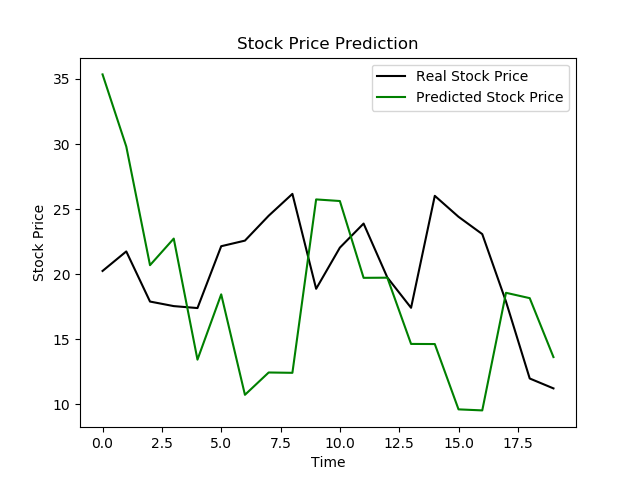 Stock Price Prediction
Real Stock Price
Predicted Stock Price
Stock Price
35
30
25
20
15
10
0.0 2.5 5.0 7.5 10.0 12.5 15.0 17.5
Time